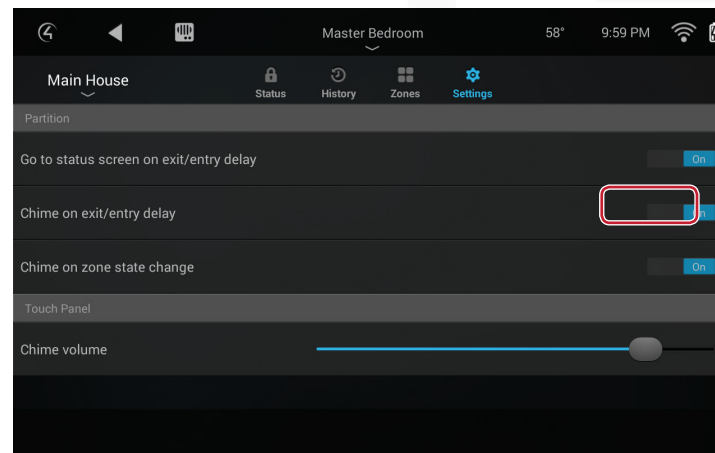 Master Bedroom 58° 9:59 PM
Main House
Status History Zones Settings
Partition
Go to status screen on exit/entry delay On
Chime on exit/entry delay On
Chime on zone state change On
Touch Panel
Chime volume